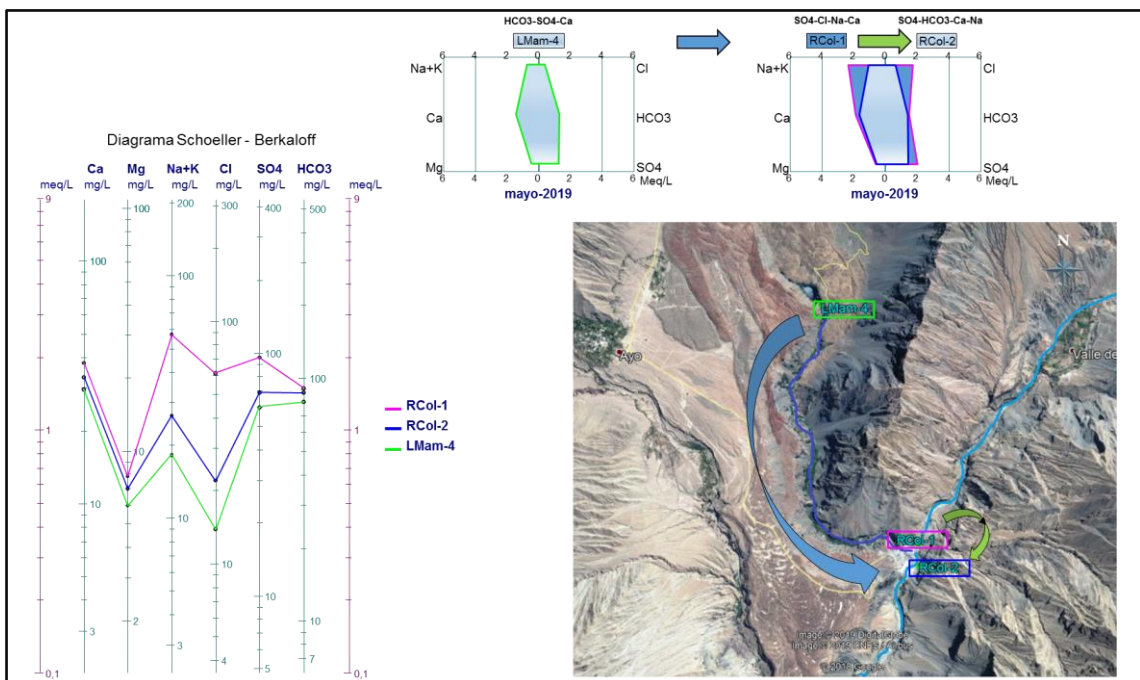 HCO3-SO4-Ca
LMam-4
SO4-Cl-Na-Ca
SO4-HCO3-Ca-Na
RCol-1
RCol-2
6 4 2 0 2 4 6
Na+K Cl
Ca HCO3
Mg SO4
6 4 2 0 2 4 6
Meq/L
mayo-2019
6 4 2 0 2 4 6
Na+K Cl
Ca HCO3
Mg SO4
6 4 2 0 2 4 6
Meq/L
mayo-2019
Diagrama Schoeller - Berkaloff
Ca Mg Na+K Cl SO4 HCO3
meq/L mg/L mg/L mg/L mg/L mg/L mg/L meq/L
9
1
0,1
100
10
3
100
10
2
200
100
10
3
300
100
10
4
400
100
10
5
500
100
10
7
9
1
0,1
RCol-1
RCol-2
LMam-4
N
LMam-4
Ayo
Valle de
RCol-1
RCol-2
© 2018 Google